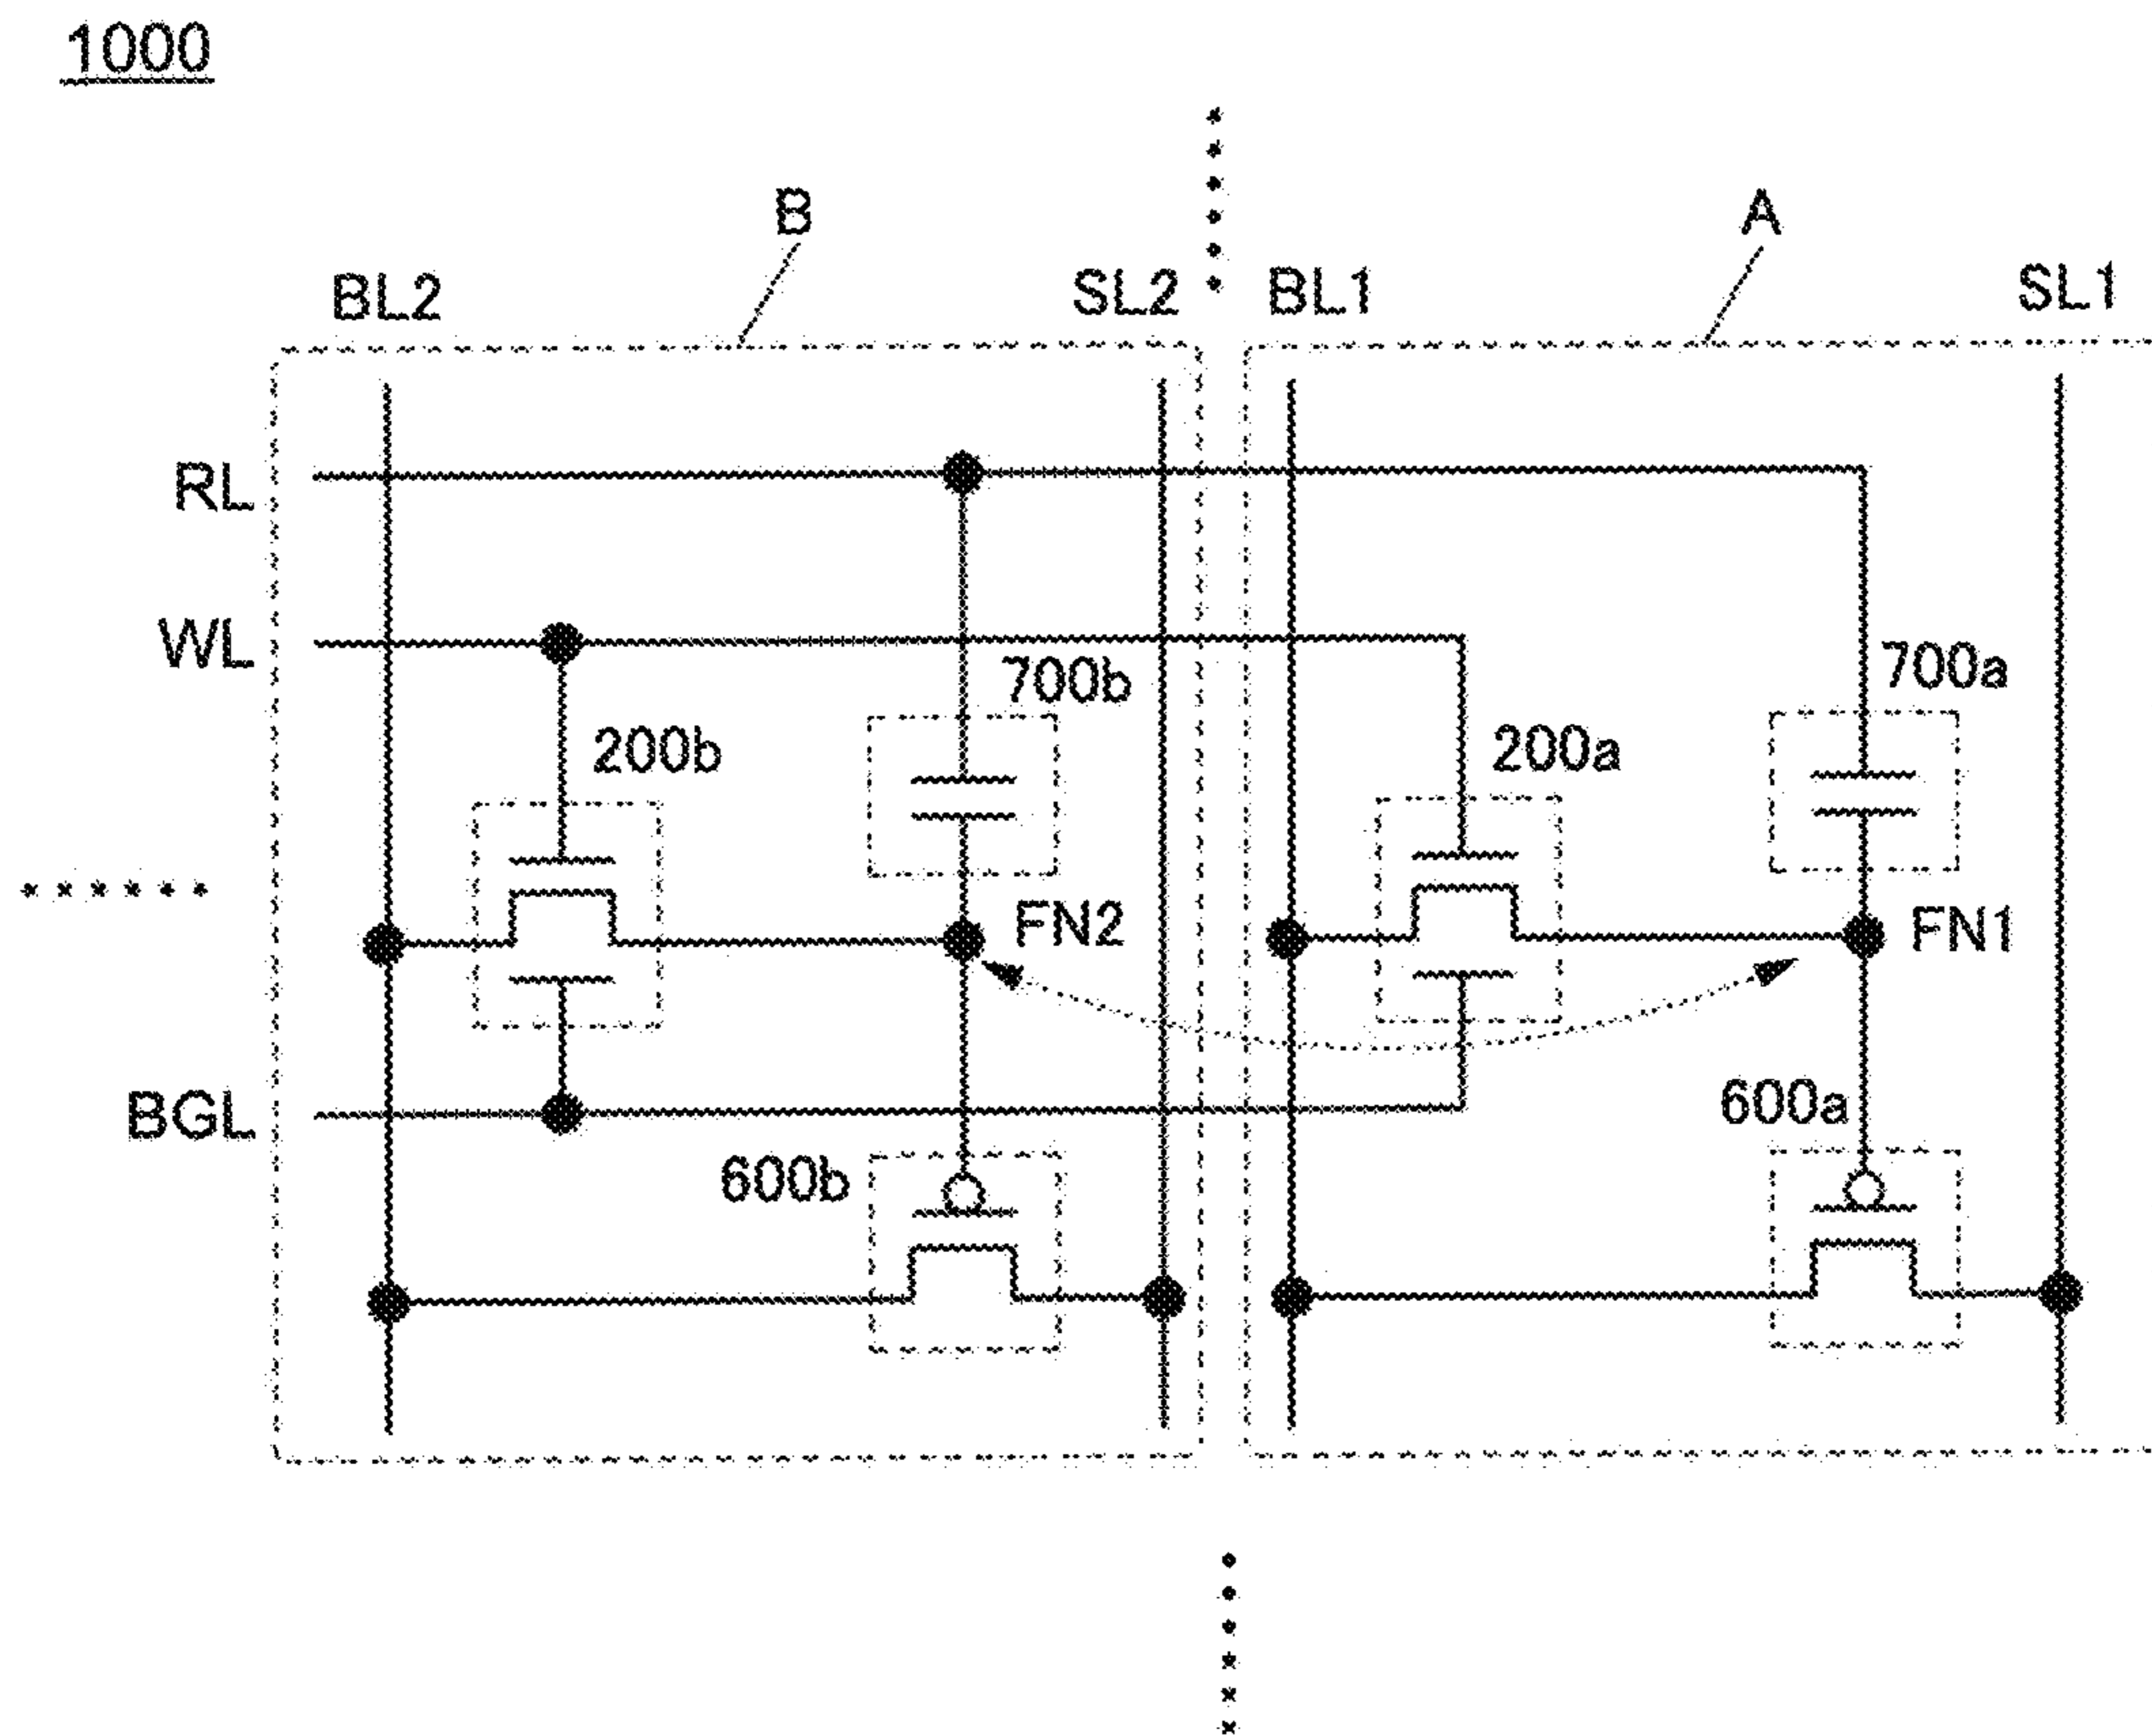 1000
B
A
BL2
SL2
BL1
SL1
RL
WL
700b
700a
200b
200a
FN2
FN1
BGL
600a
600b